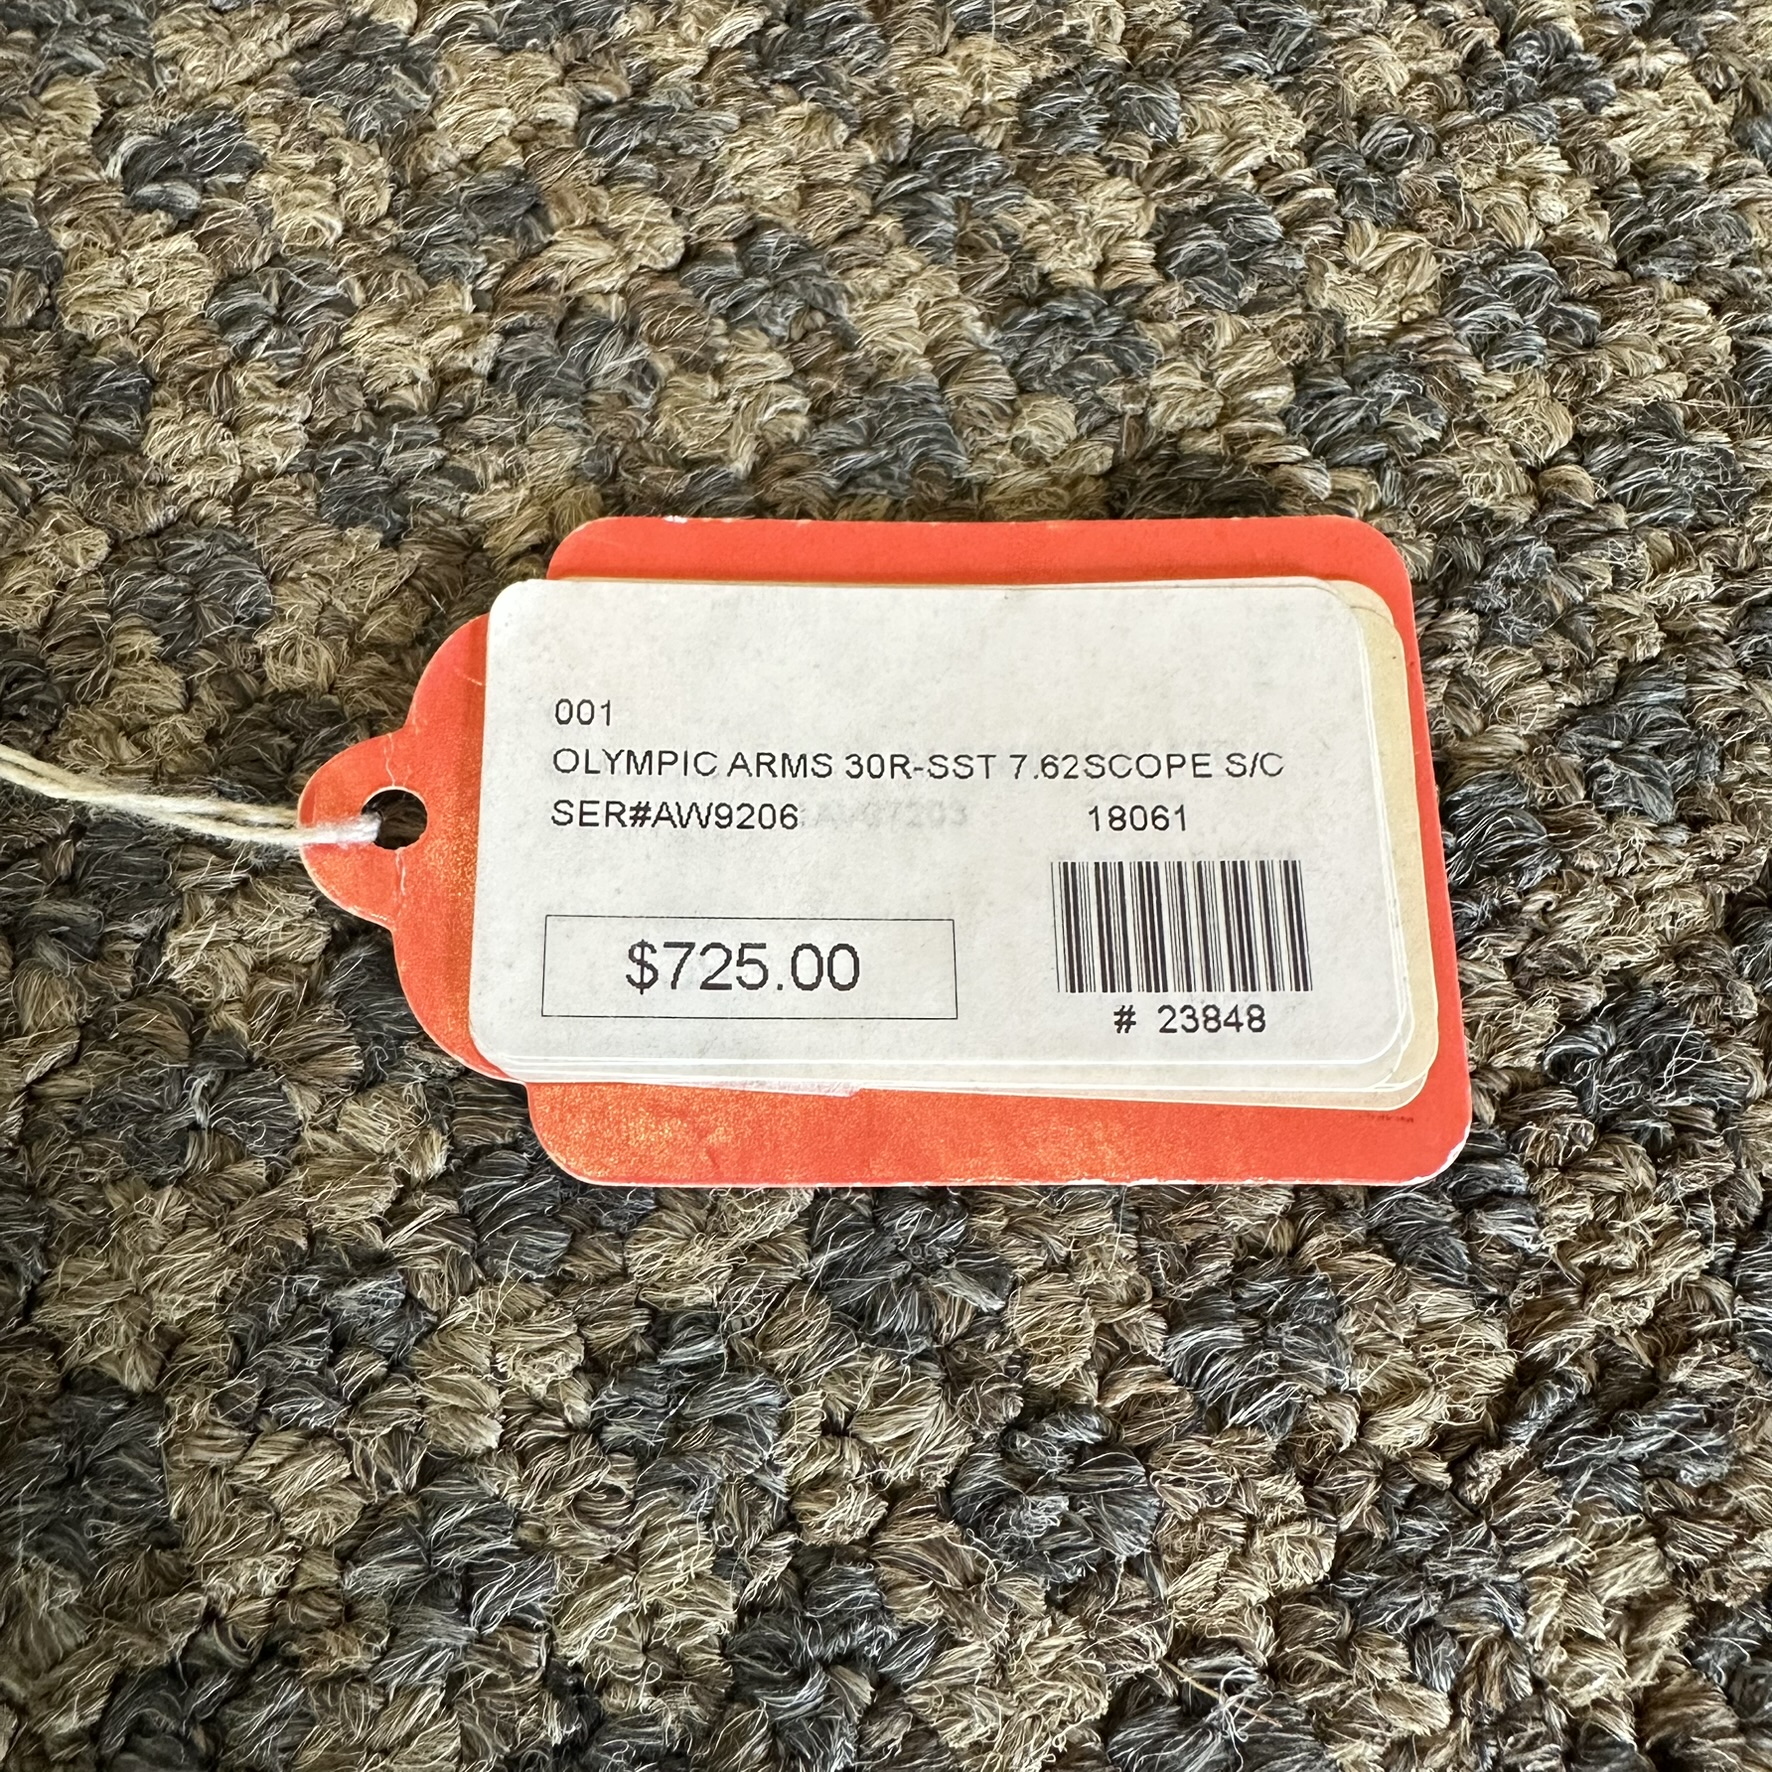 001
OLYMPIC ARMS 30R-SST 7.62SCOPE S/C
SER#AW9206 18061
$725.00
# 23848